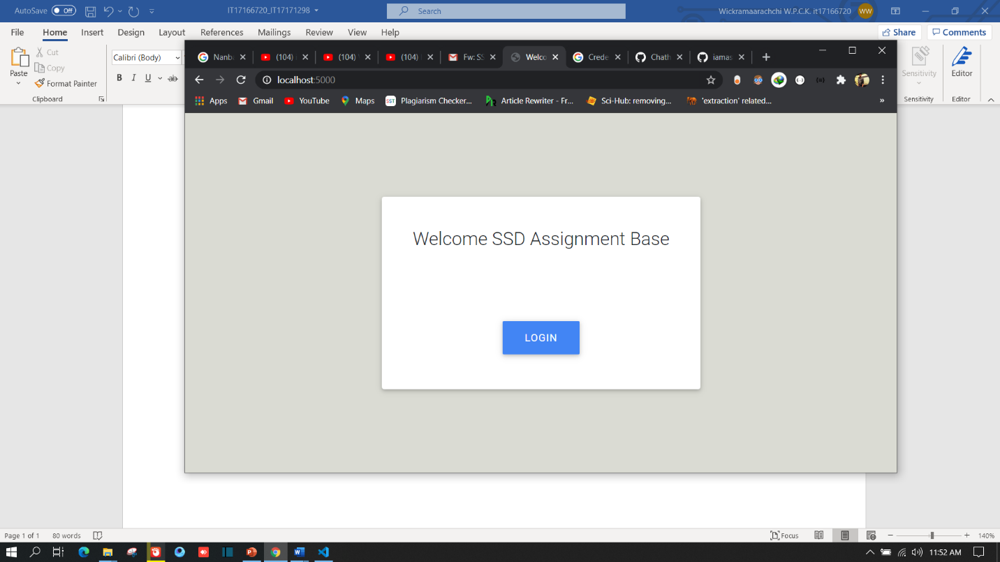 AutoSave Off IT17166720_IT17171298 Search Wickramaarachchi W.P.C.K. it17166720 WW
File Home Insert Design Layout References Mailings Review View Help Share Comments
Paste Cut
Copy
Format Painter
Clipboard
Calibri (Body)
B I U ab
Sensitivity
Sensitivity
Editor
Editor
Nanba (104) (104) (104) Fw: SS Welco Crede Chath iamas
localhost:5000
Apps Gmail YouTube Maps SST Plagiarism Checker... Article Rewriter - Fr... Sci-Hub: removing... 'extraction' related... »
Welcome SSD Assignment Base
LOGIN
Page 1 of 1 80 words Focus 140%
11:52 AM